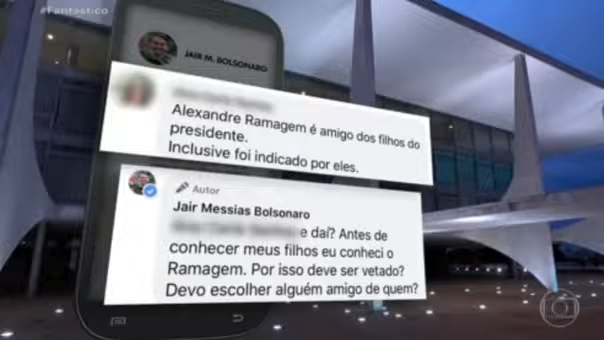 #Fantástico
JAIR M. BOLSONARO
Alexandre Ramagem é amigo dos filhos do
presidente.
Inclusive foi indicado por eles.
Autor
Jair Messias Bolsonaro
e daí? Antes de
conhecer meus filhos eu conheci o
Ramagem. Por isso deve ser vetado?
Devo escolher alguém amigo de quem?